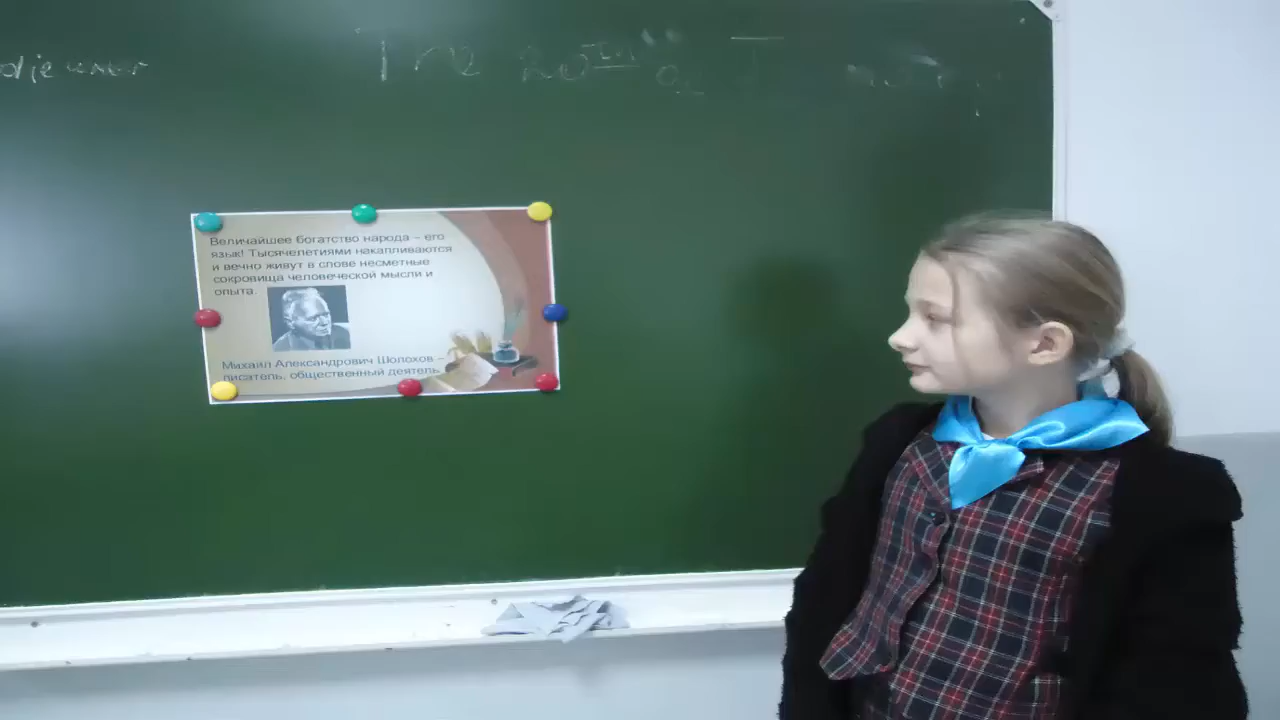 Величайшее богатство народа – его
язык! Тысячелетиями накапливаются
и вечно живут в слове несметные
сокровища человеческой мысли и
опыта.
Михаил Александрович Шолохов –
писатель, общественный деятель.